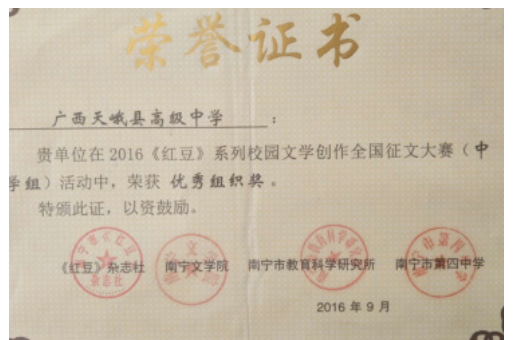 荣誉证书
广西天峨县高级中学：
贵单位在2016《红豆》系列校园文学创作全国征文大赛（中
学组）活动中，荣获 优秀组织奖。
特颁此证，以资鼓励。
《红豆》杂志社 南宁文学院 南宁市教育科学研究所 南宁市第四中学
2016 年 9 月